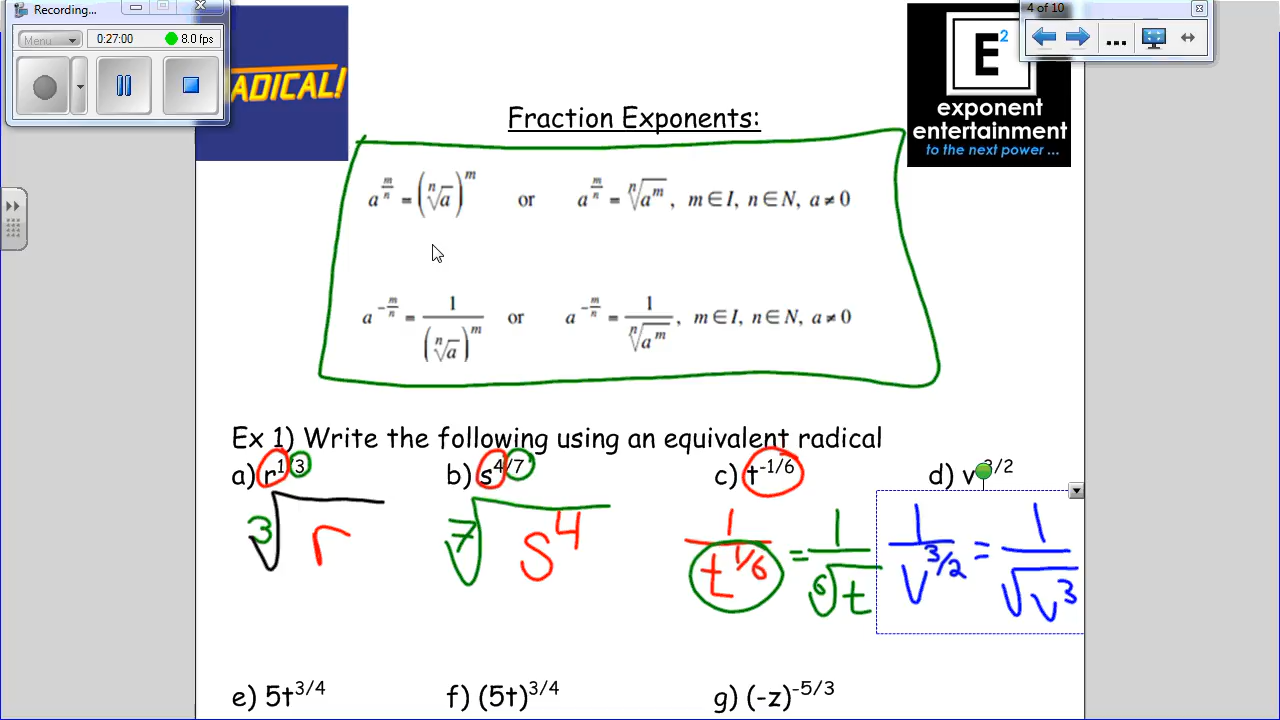 Recording...
4 of 10
Menu
0:27:00
8.0 fps
ADICAL!
E²
exponent
entertainment
to the next power ...
Fraction Exponents:
a^(m/n) = (ⁿ√a)^m or a^(m/n) = ⁿ√(a^m), m ∈ I, n ∈ N, a ≠ 0
a^(-m/n) = 1/(ⁿ√a)^m or a^(-m/n) = 1/ⁿ√(a^m), m ∈ I, n ∈ N, a ≠ 0
Ex 1) Write the following using an equivalent radical
a) r^(1/3) b) s^(4/7) c) t^(-1/6) d) v^(3/2)
³√r ⁷√(s^4) 1/t^(1/6) = 1/⁶√t 1/v^(3/2) = 1/√(v^3)
e) 5t^(3/4) f) (5t)^(3/4) g) (-z)^(-5/3)